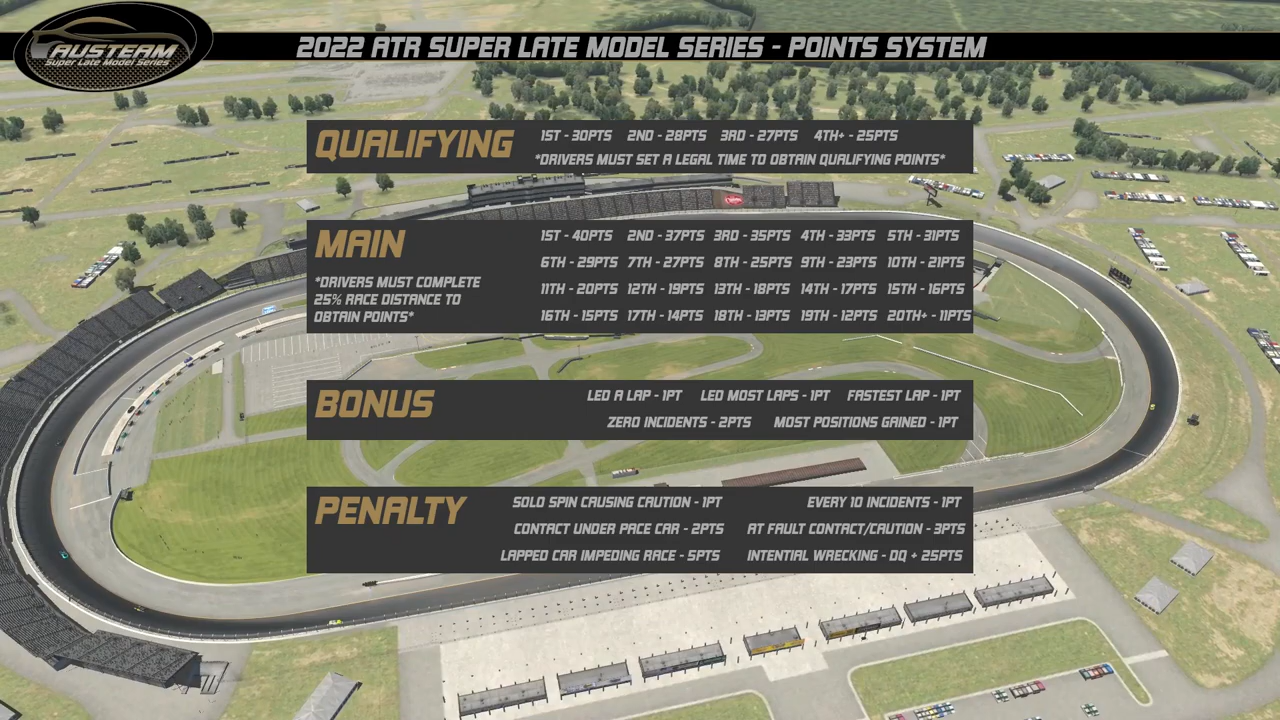 AUSTEAM
Super Late Model Series
2022 ATR SUPER LATE MODEL SERIES - POINTS SYSTEM
QUALIFYING
1ST - 30PTS 2ND - 28PTS 3RD - 27PTS 4TH+ - 25PTS
*DRIVERS MUST SET A LEGAL TIME TO OBTAIN QUALIFYING POINTS*
MAIN
*DRIVERS MUST COMPLETE
25% RACE DISTANCE TO
OBTAIN POINTS*
1ST - 40PTS 2ND - 37PTS 3RD - 35PTS 4TH - 33PTS 5TH - 31PTS
6TH - 29PTS 7TH - 27PTS 8TH - 25PTS 9TH - 23PTS 10TH - 21PTS
11TH - 20PTS 12TH - 19PTS 13TH - 18PTS 14TH - 17PTS 15TH - 16PTS
16TH - 15PTS 17TH - 14PTS 18TH - 13PTS 19TH - 12PTS 20TH+ - 11PTS
BONUS
LED A LAP - 1PT LED MOST LAPS - 1PT FASTEST LAP - 1PT
ZERO INCIDENTS - 2PTS MOST POSITIONS GAINED - 1PT
PENALTY
SOLO SPIN CAUSING CAUTION - 1PT EVERY 10 INCIDENTS - 1PT
CONTACT UNDER PACE CAR - 2PTS AT FAULT CONTACT/CAUTION - 3PTS
LAPPED CAR IMPEDING RACE - 5PTS INTENTIAL WRECKING - DQ + 25PTS